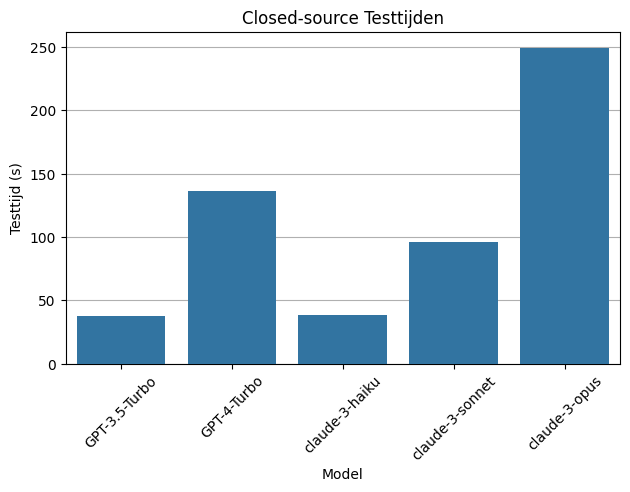 Closed-source Testtijden
Testtijd (s)
250
200
150
100
50
0
GPT-3.5-Turbo
GPT-4-Turbo
claude-3-haiku
claude-3-sonnet
claude-3-opus
Model